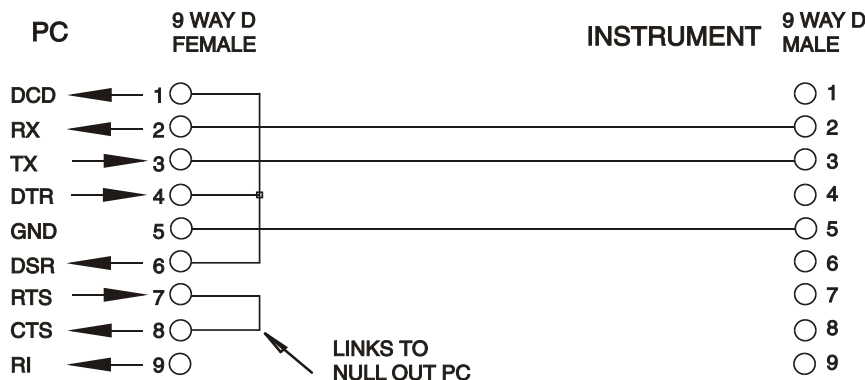 PC
9 WAY D
FEMALE
INSTRUMENT
9 WAY D
MALE
DCD 1 1
RX 2 2
TX 3 3
DTR 4 4
GND 5 5
DSR 6 6
RTS 7 7
CTS 8 8
RI 9 9
LINKS TO
NULL OUT PC